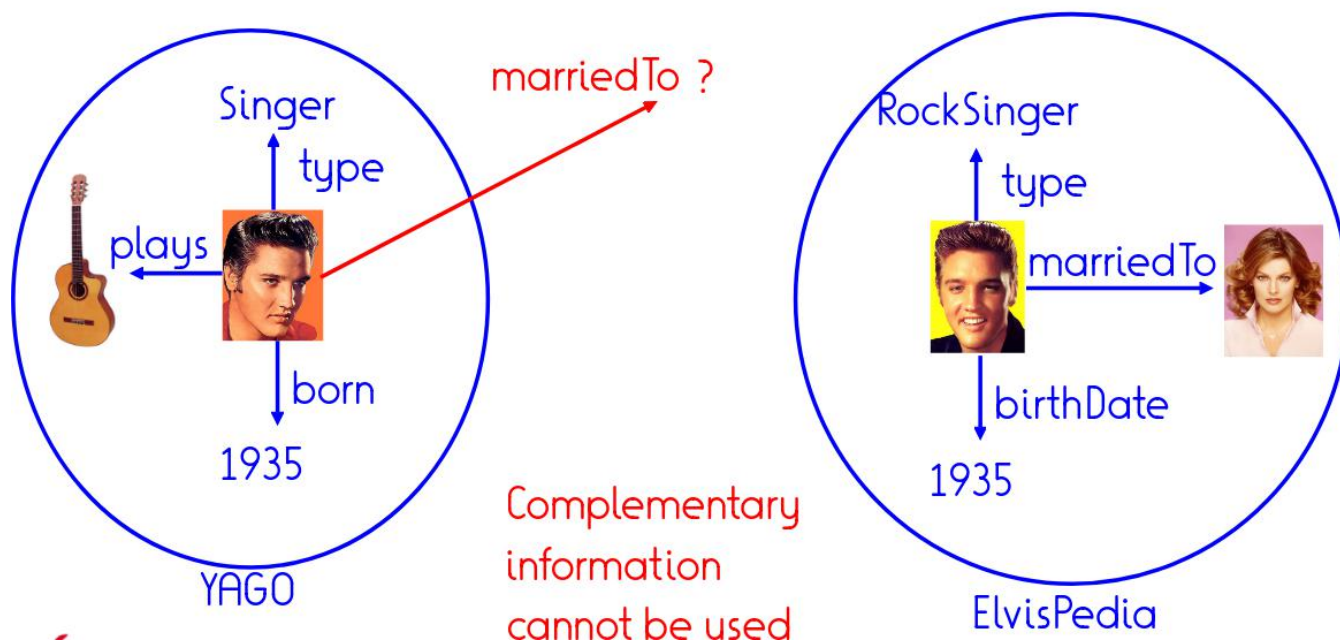 marriedTo ?
Singer
type
plays
born
1935
YAGO
Complementary
information
cannot be used
RockSinger
type
marriedTo
birthDate
1935
ElvisPedia